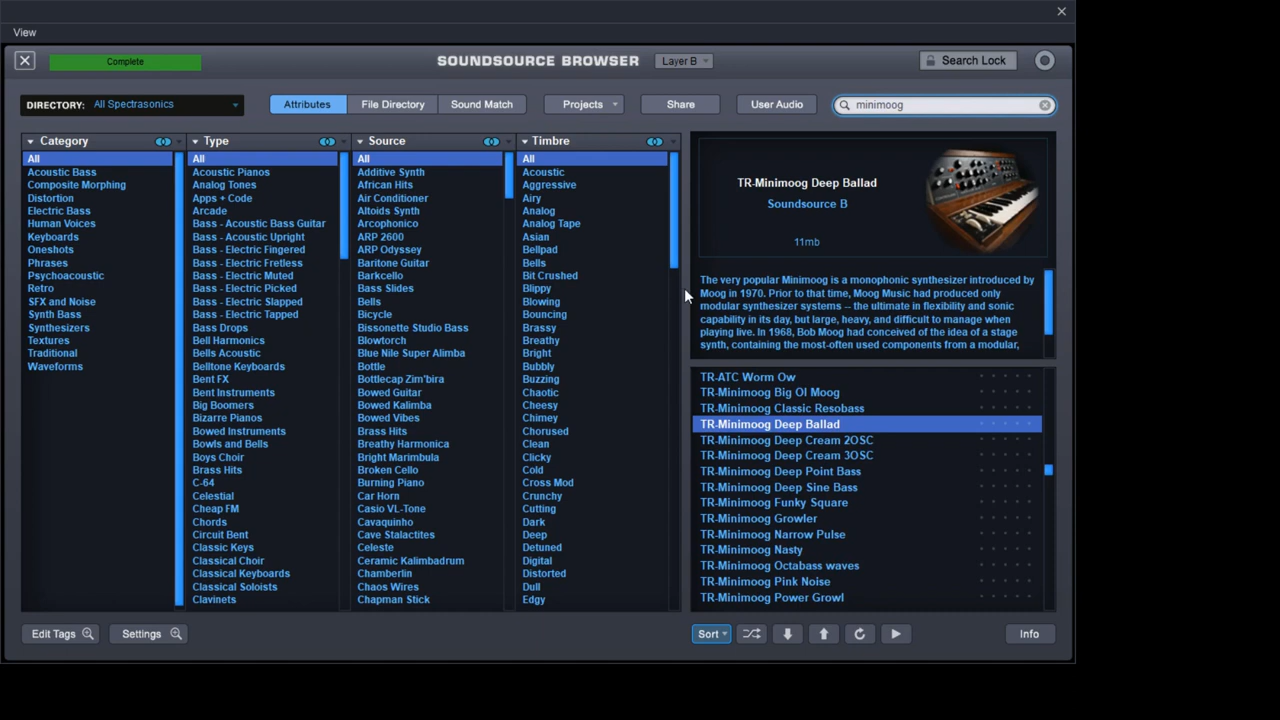 View
Complete
SOUNDSOURCE BROWSER
Layer B
Search Lock
DIRECTORY: All Spectrasonics
Attributes
File Directory
Sound Match
Projects
Share
User Audio
minimoog
Category
All
Acoustic Bass
Composite Morphing
Distortion
Electric Bass
Human Voices
Keyboards
Oneshots
Phrases
Psychoacoustic
Retro
SFX and Noise
Synth Bass
Synthesizers
Textures
Traditional
Waveforms
Type
All
Acoustic Pianos
Analog Tones
Apps + Code
Arcade
Bass - Acoustic Bass Guitar
Bass - Acoustic Upright
Bass - Electric Fingered
Bass - Electric Fretless
Bass - Electric Muted
Bass - Electric Picked
Bass - Electric Slapped
Bass - Electric Tapped
Bass Drops
Bell Harmonics
Bells Acoustic
Belltone Keyboards
Bent FX
Bent Instruments
Big Boomers
Bizarre Pianos
Bowed Instruments
Bowls and Bells
Boys Choir
Brass Hits
C-64
Celestial
Cheap FM
Chords
Circuit Bent
Classic Keys
Classical Choir
Classical Keyboards
Classical Soloists
Clavinets
Source
All
Additive Synth
African Hits
Air Conditioner
Altoids Synth
Arcophonico
ARP 2600
ARP Odyssey
Baritone Guitar
Barkcello
Bass Slides
Bells
Bicycle
Bissonette Studio Bass
Blowtorch
Blue Nile Super Alimba
Bottle
Bottlecap Zim'bira
Bowed Guitar
Bowed Kalimba
Bowed Vibes
Brass Hits
Breathy Harmonica
Bright Marimbula
Broken Cello
Burning Piano
Car Horn
Casio VL-Tone
Cavaquinho
Cave Stalactites
Celeste
Ceramic Kalimbadrum
Chamberlin
Chaos Wires
Chapman Stick
Timbre
All
Acoustic
Aggressive
Airy
Analog
Analog Tape
Asian
Bellpad
Bells
Bit Crushed
Blippy
Blowing
Bouncing
Brassy
Breathy
Bright
Bubbly
Buzzing
Chaotic
Cheesy
Chimey
Chorused
Clean
Clicky
Cold
Cross Mod
Crunchy
Cutting
Dark
Deep
Detuned
Digital
Distorted
Dull
Edgy
TR-Minimoog Deep Ballad
Soundsource B
11mb
The very popular Minimoog is a monophonic synthesizer introduced by
Moog in 1970. Prior to that time, Moog Music had produced only
modular synthesizer systems -- the ultimate in flexibility and sonic
capability in its day, but large, heavy, and difficult to manage when
playing live. In 1968, Bob Moog had conceived of the idea of a stage
synth, containing the most-often used components from a modular,
TR-ATC Worm Ow
TR-Minimoog Big Ol Moog
TR-Minimoog Classic Resobass
TR-Minimoog Deep Ballad
TR-Minimoog Deep Cream 2OSC
TR-Minimoog Deep Cream 3OSC
TR-Minimoog Deep Point Bass
TR-Minimoog Deep Sine Bass
TR-Minimoog Funky Square
TR-Minimoog Growler
TR-Minimoog Narrow Pulse
TR-Minimoog Nasty
TR-Minimoog Octabass waves
TR-Minimoog Pink Noise
TR-Minimoog Power Growl
Edit Tags
Settings
Sort
Info